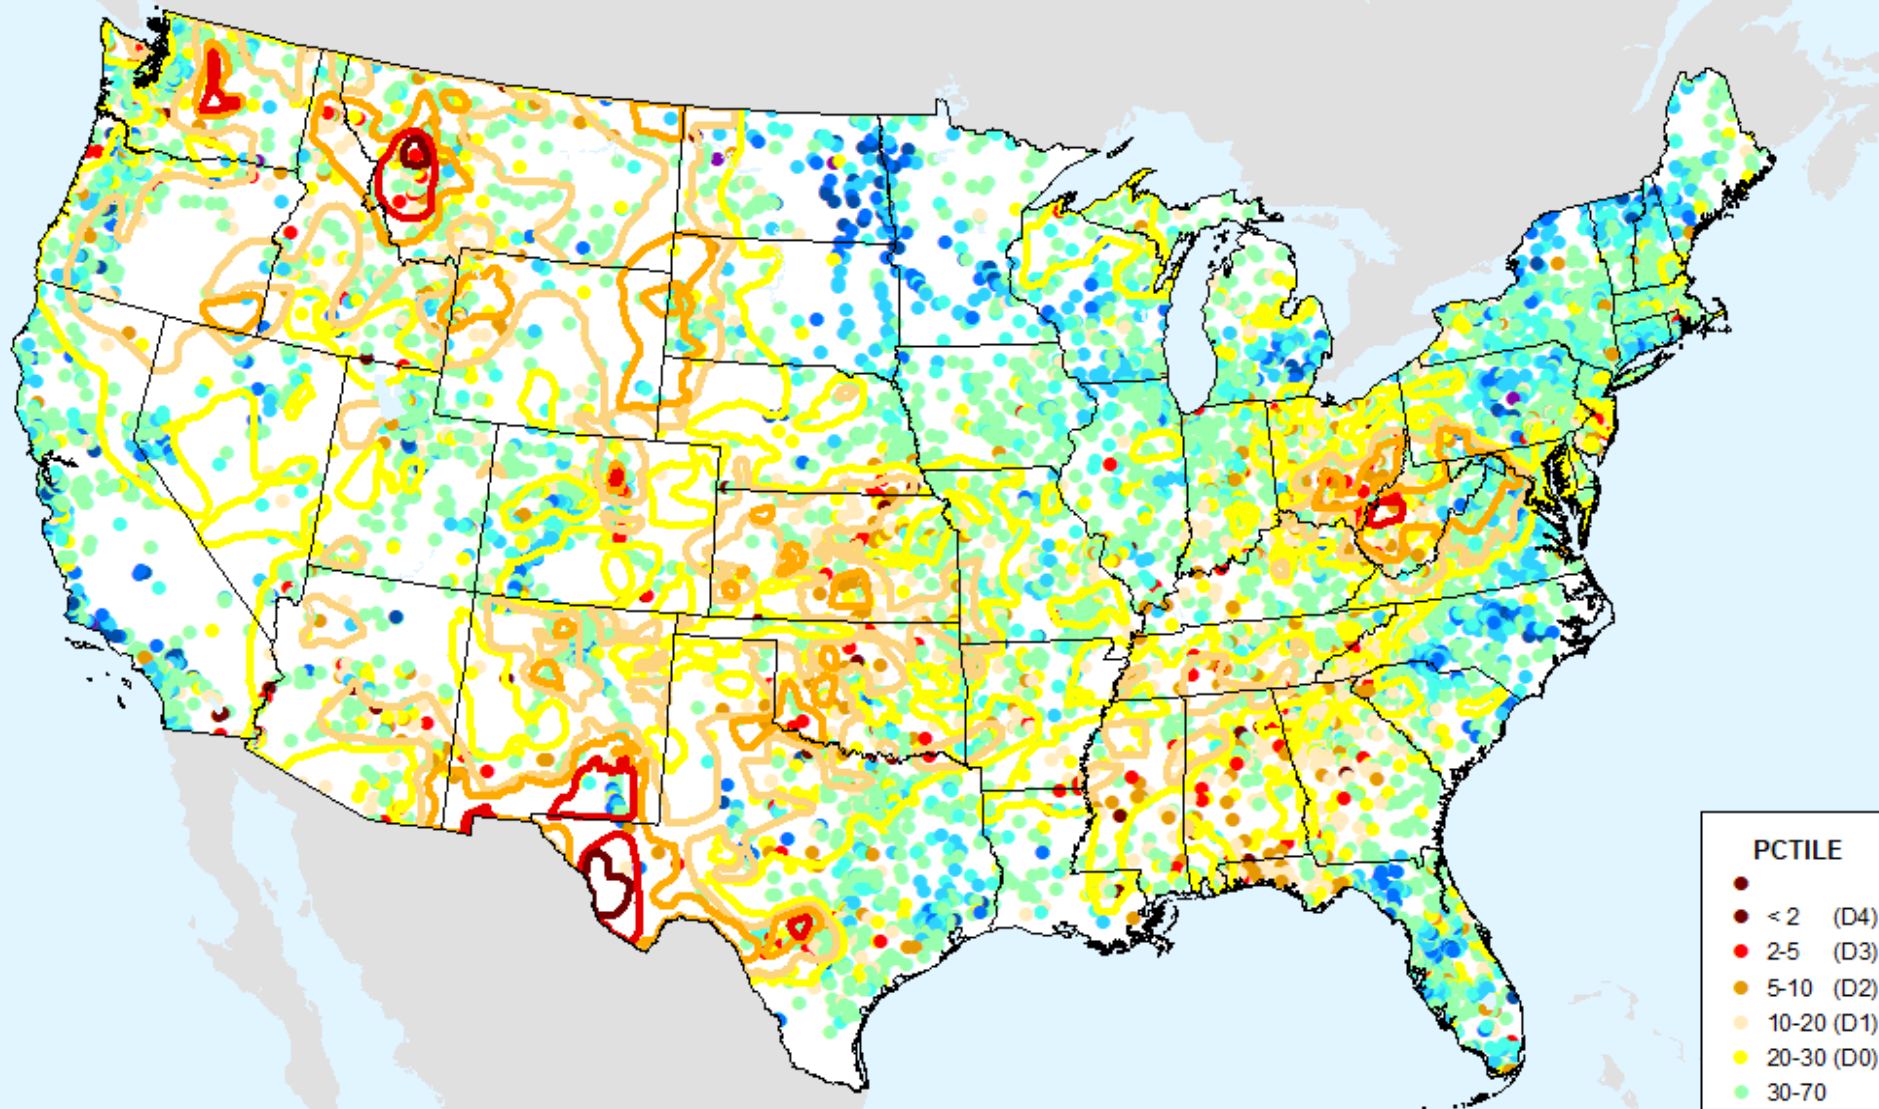 PCTILE
< 2 (D4)
2-5 (D3)
5-10 (D2)
10-20 (D1)
20-30 (D0)
30-70